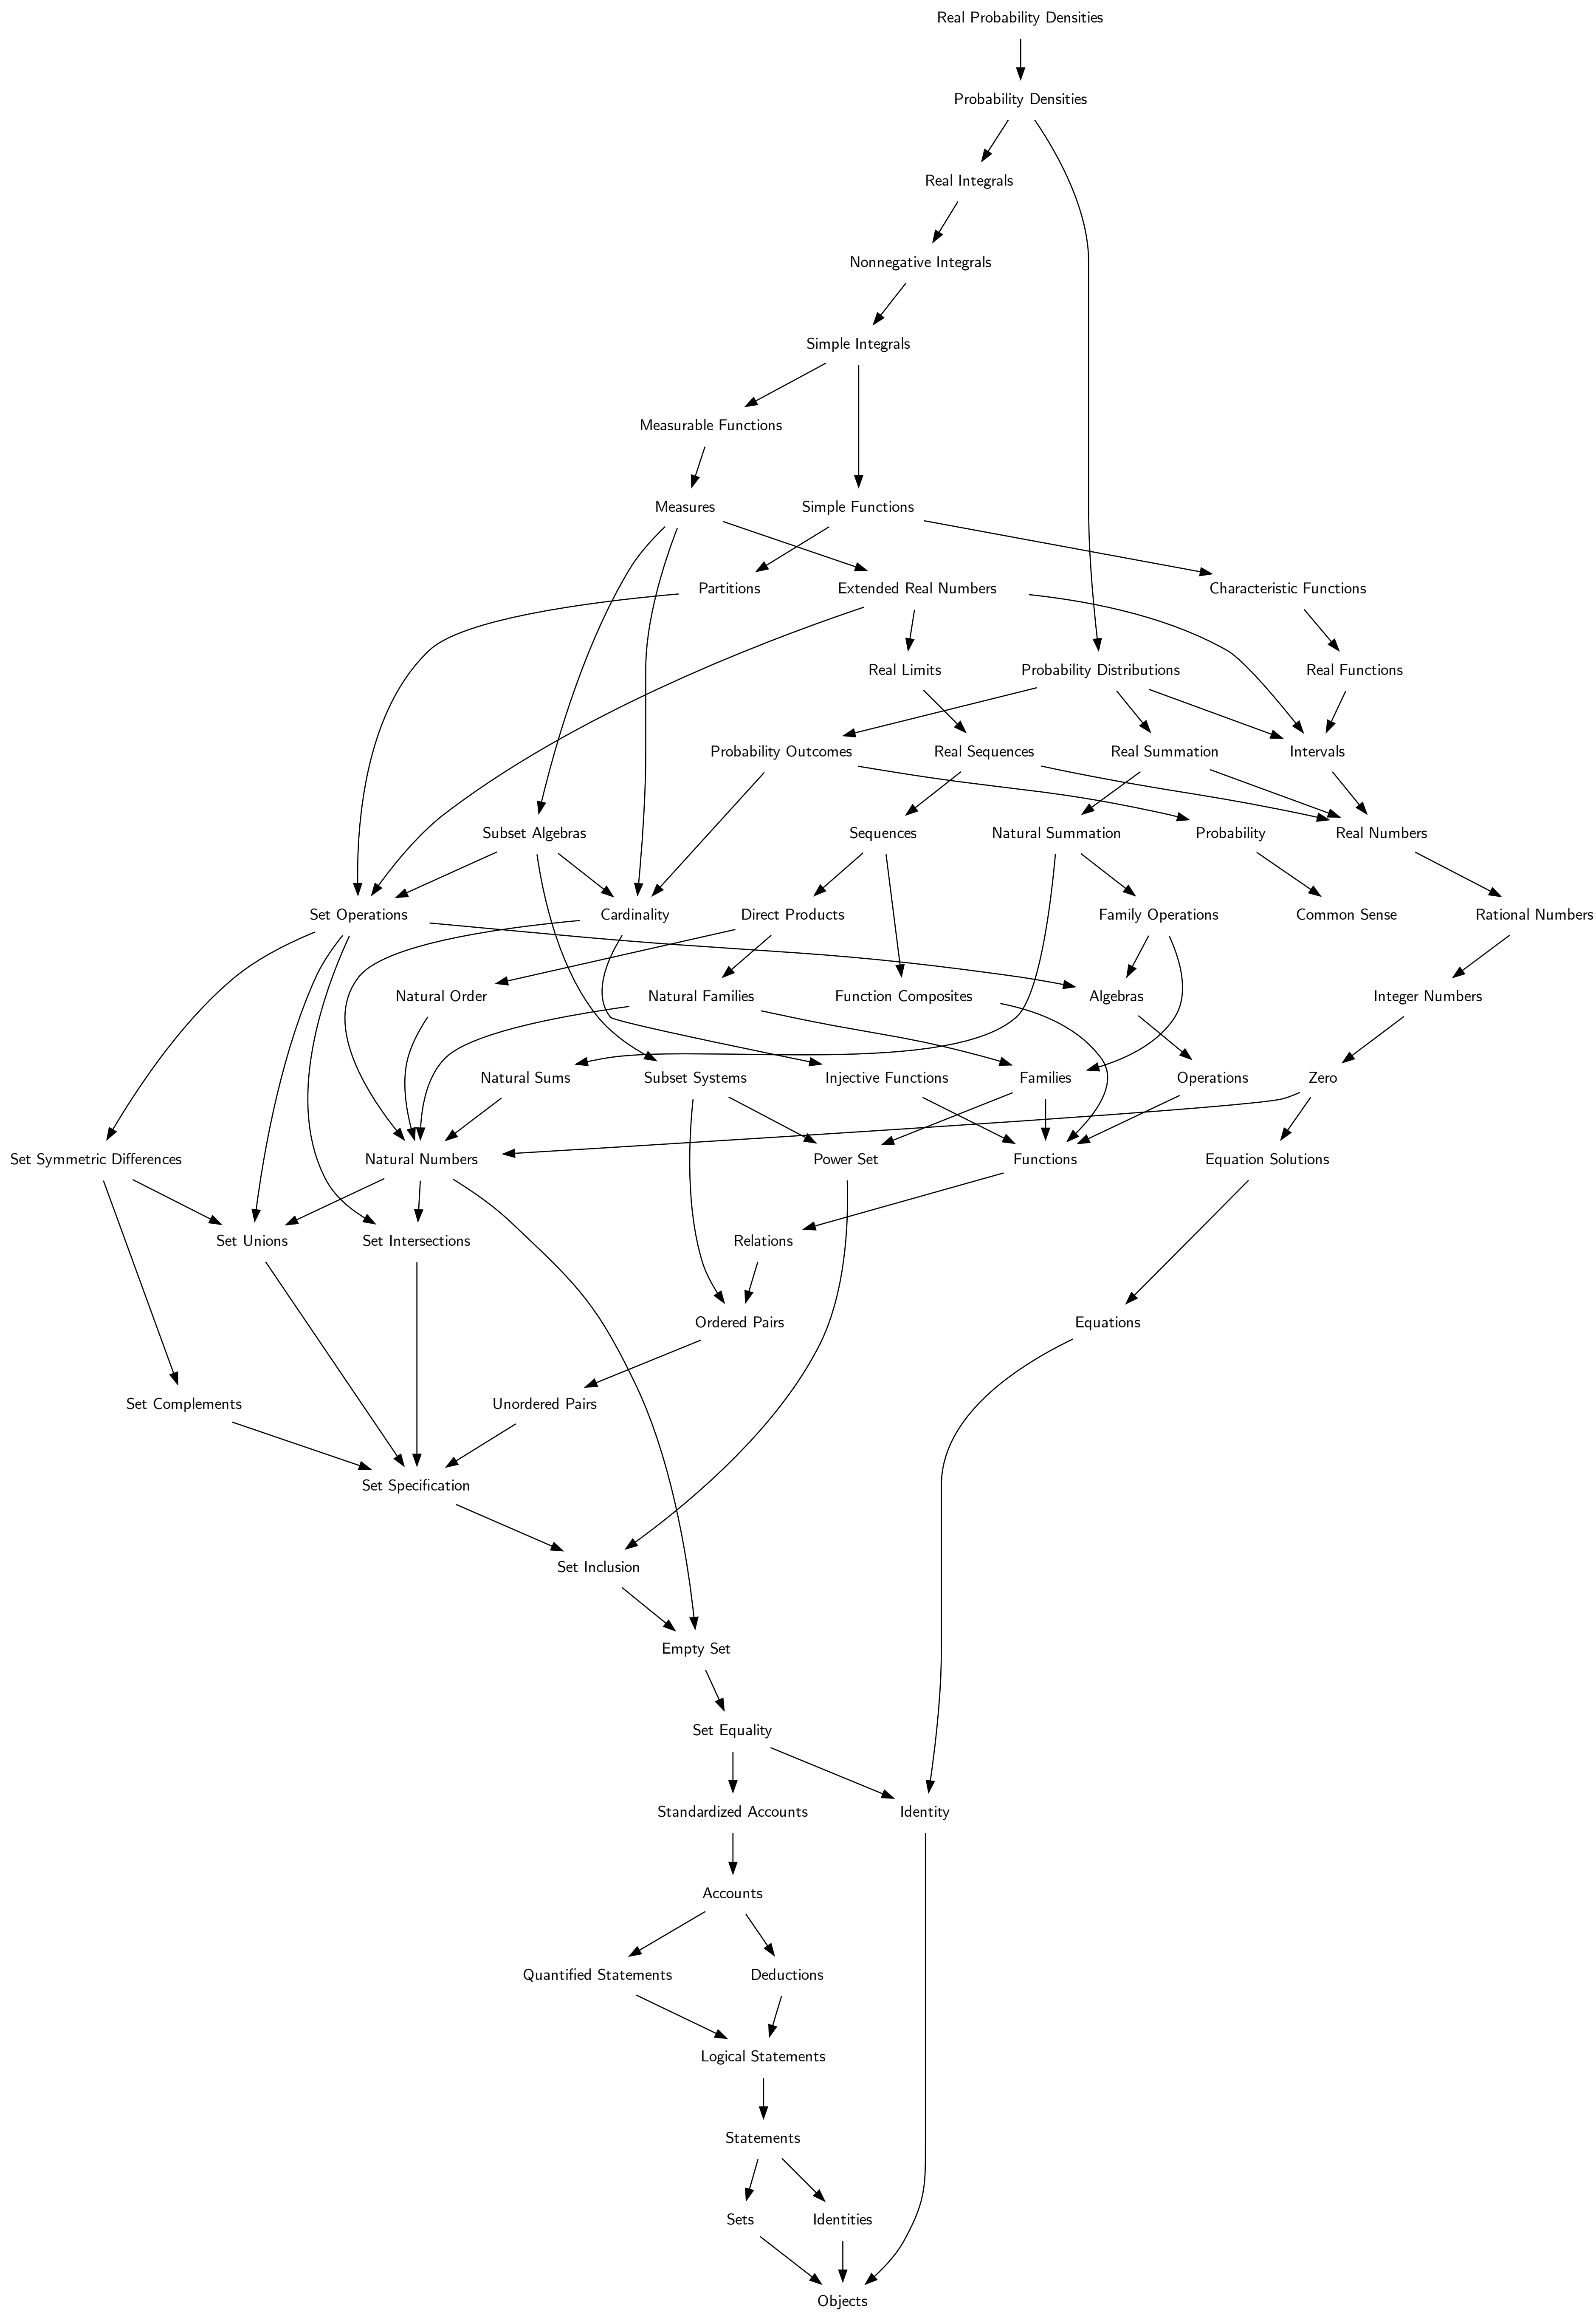 Real Probability Densities
Probability Densities
Real Integrals
Nonnegative Integrals
Simple Integrals
Measurable Functions
Measures
Simple Functions
Partitions
Extended Real Numbers
Characteristic Functions
Real Limits
Probability Distributions
Real Functions
Probability Outcomes
Real Sequences
Real Summation
Intervals
Subset Algebras
Sequences
Natural Summation
Probability
Real Numbers
Set Operations
Cardinality
Direct Products
Family Operations
Common Sense
Rational Numbers
Natural Order
Natural Families
Function Composites
Algebras
Integer Numbers
Natural Sums
Subset Systems
Injective Functions
Families
Operations
Zero
Set Symmetric Differences
Natural Numbers
Power Set
Functions
Equation Solutions
Set Unions
Set Intersections
Relations
Ordered Pairs
Equations
Set Complements
Unordered Pairs
Set Specification
Set Inclusion
Empty Set
Set Equality
Standardized Accounts
Identity
Accounts
Quantified Statements
Deductions
Logical Statements
Statements
Sets
Identities
Objects